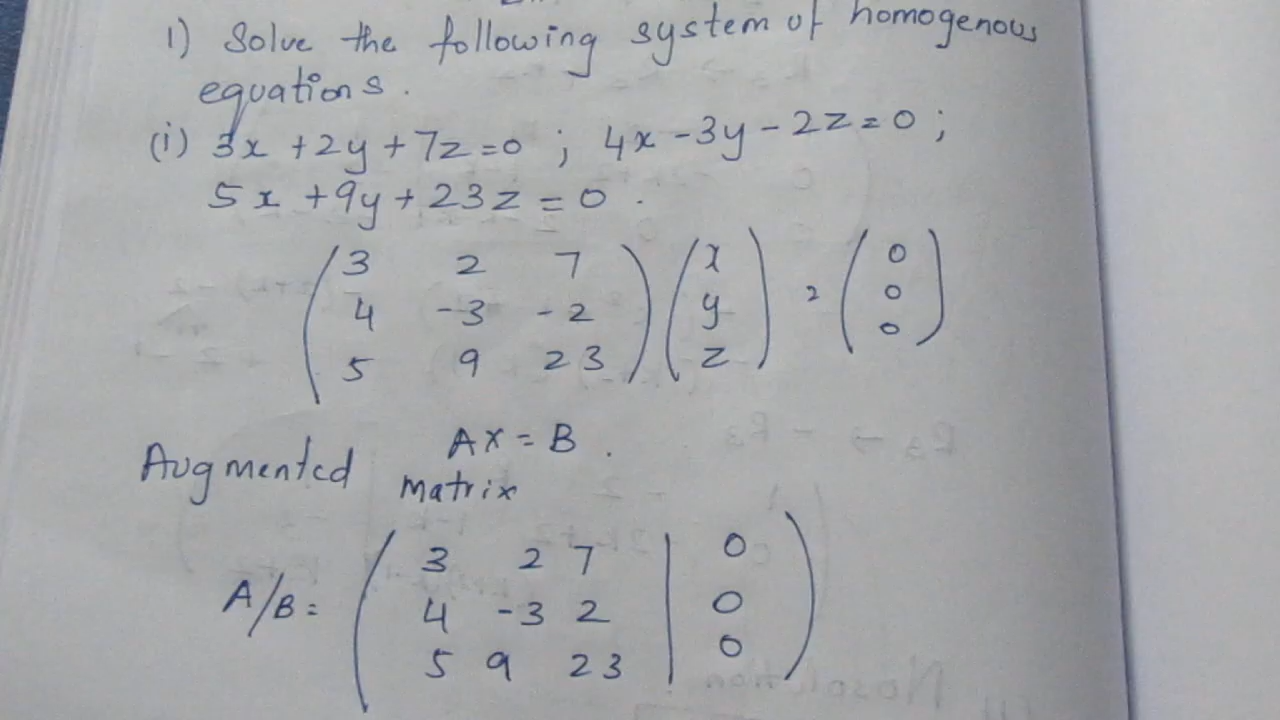 1) Solve the following system of homogenous
equations.
(i) 3x +2y +7z =0 ; 4x -3y -2z =0 ;
5x +9y +23z = 0 .
3 2 7 x 0
4 -3 -2 y = 0
5 9 23 z 0
AX = B .
Augmented matrix
A/B = 3 2 7 | 0
4 -3 2 | 0
5 9 23 | 0